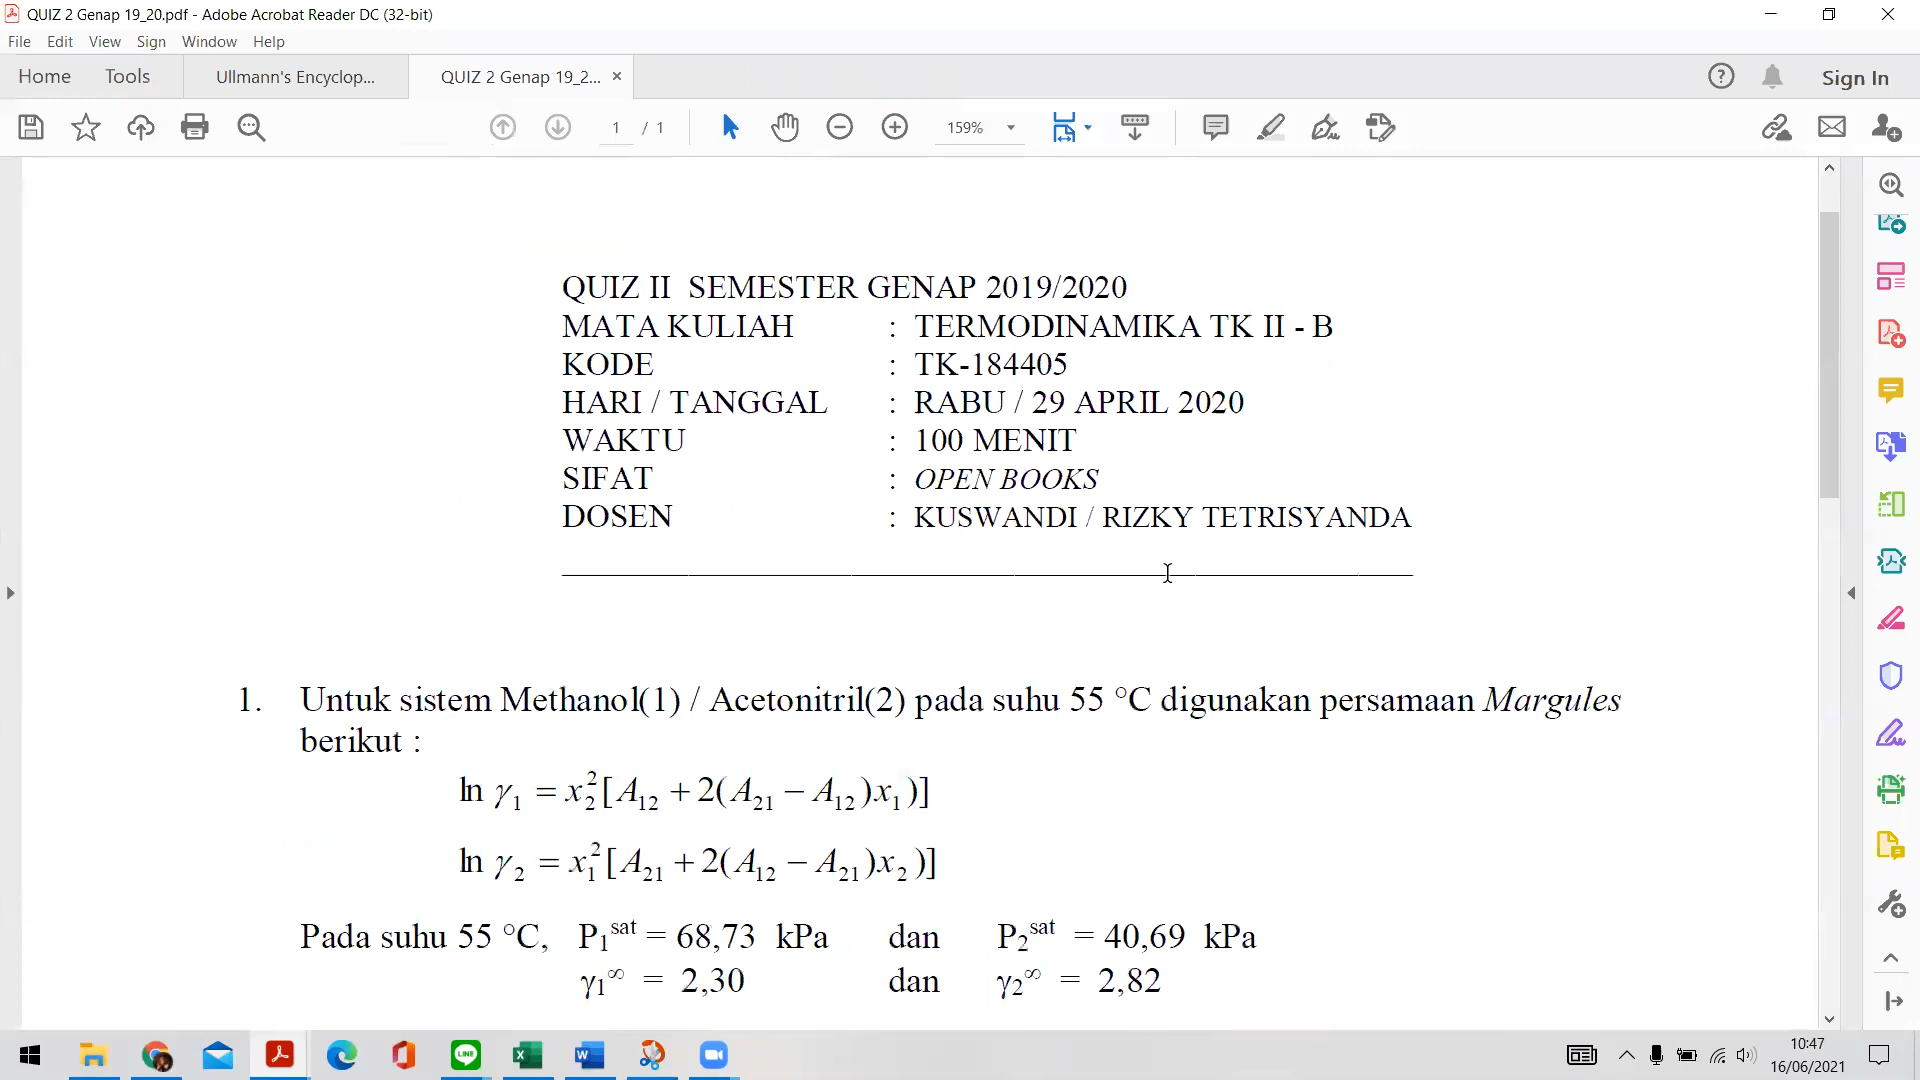 QUIZ 2 Genap 19_20.pdf - Adobe Acrobat Reader DC (32-bit)
File Edit View Sign Window Help
Home Tools Ullmann's Encyclop... QUIZ 2 Genap 19_2... × Sign In
1 / 1 159%
QUIZ II SEMESTER GENAP 2019/2020
MATA KULIAH : TERMODINAMIKA TK II - B
KODE : TK-184405
HARI / TANGGAL : RABU / 29 APRIL 2020
WAKTU : 100 MENIT
SIFAT : OPEN BOOKS
DOSEN : KUSWANDI / RIZKY TETRISYANDA
1. Untuk sistem Methanol(1) / Acetonitril(2) pada suhu 55 °C digunakan persamaan Margules
berikut :
ln γ₁ = x₂²[A₁₂ + 2(A₂₁ − A₁₂)x₁)]
ln γ₂ = x₁²[A₂₁ + 2(A₁₂ − A₂₁)x₂)]
Pada suhu 55 °C, P₁ˢᵃᵗ = 68,73 kPa dan P₂ˢᵃᵗ = 40,69 kPa
γ₁^∞ = 2,30 dan γ₂^∞ = 2,82
10:47
16/06/2021